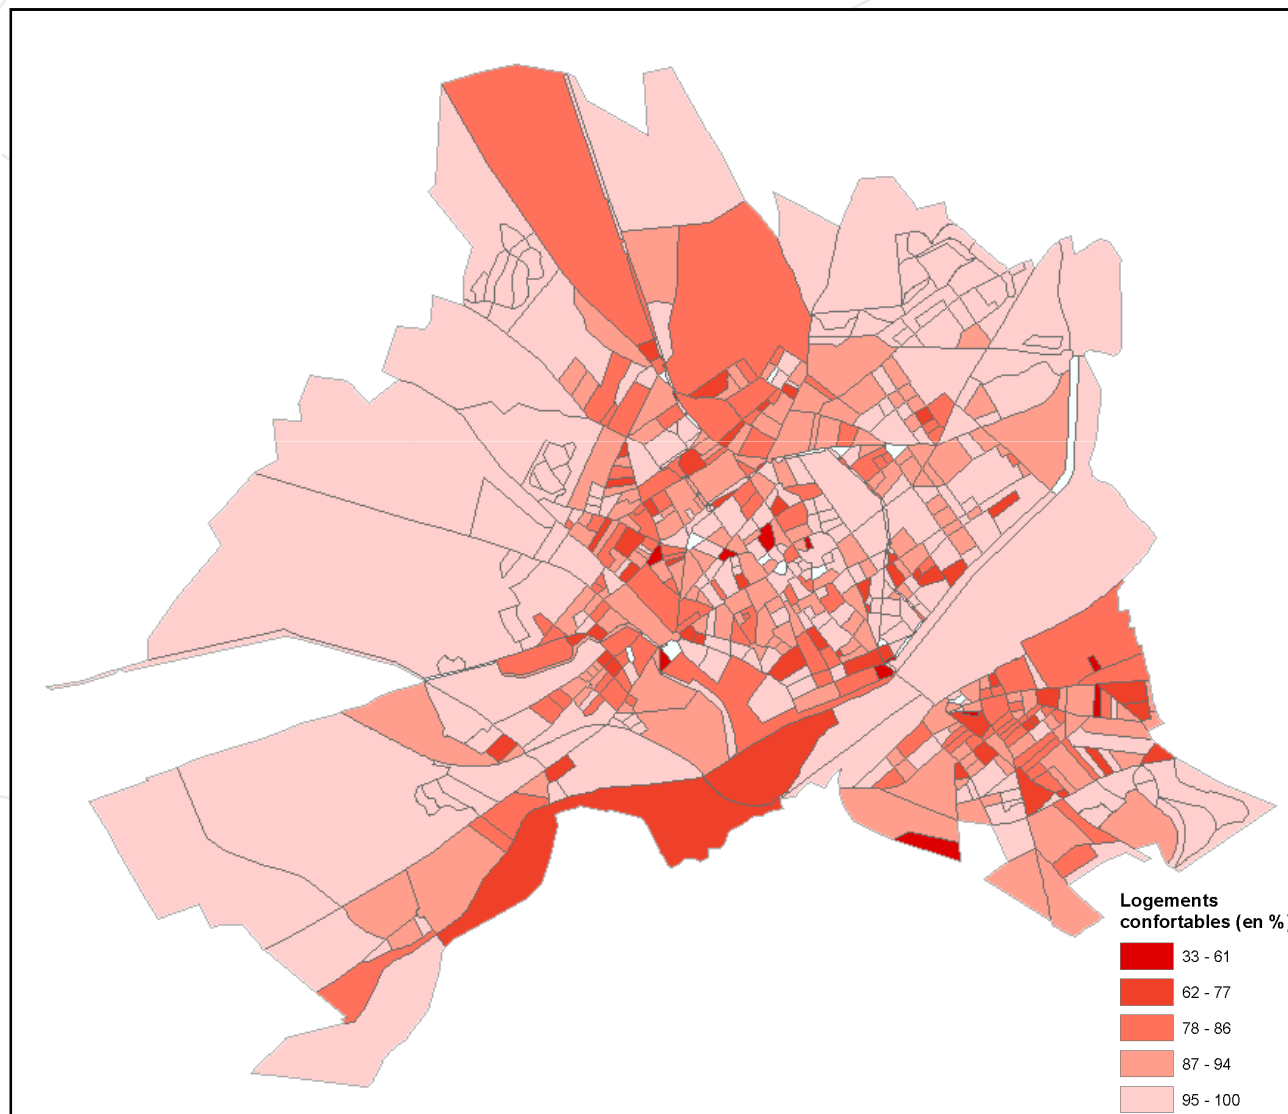 Logements
confortables (en %)
33 - 61
62 - 77
78 - 86
87 - 94
95 - 100